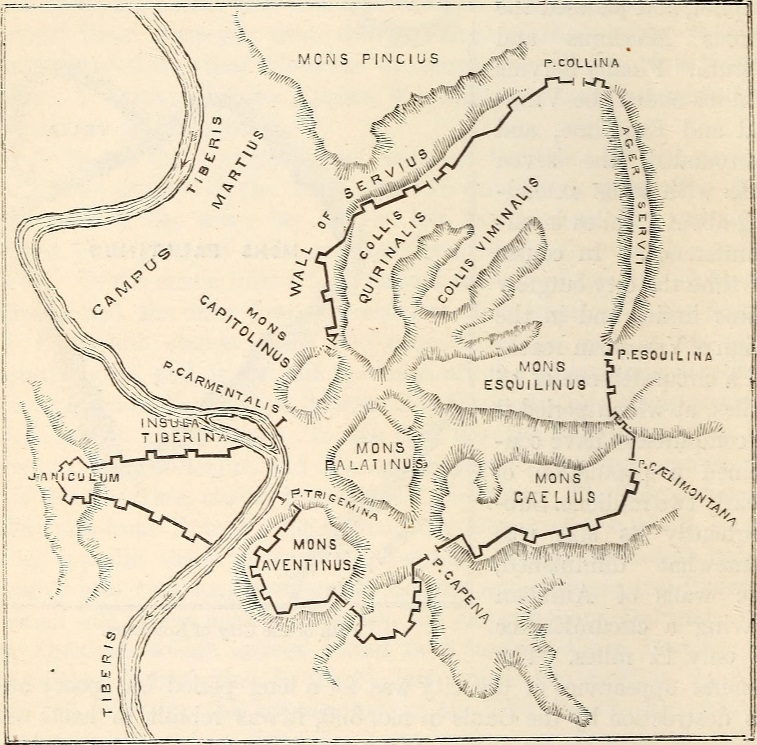 MONS PINCIUS
P. COLLINA
TIBERIS
CAMPUS MARTIUS
WALL OF SERVIUS
AGER SERVII
COLLIS
QUIRINALIS
COLLIS VIMINALIS
MONS
CAPITOLINUS
P. ESQUILINA
MONS
ESQUILINUS
P. CARMENTALIS
INSULA
TIBERINA
JANICULUM
MONS
PALATINUS
P. CÆLIMONTANA
MONS
CAELIUS
P. TRIGEMINA
MONS
AVENTINUS
P. CAPENA
TIBERIS